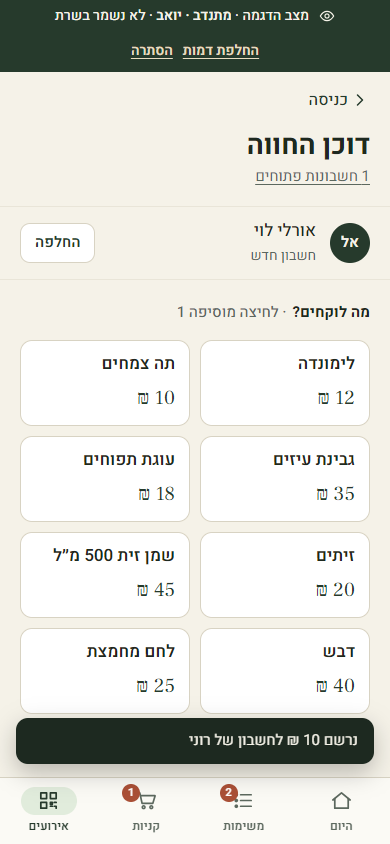 מצב הדגמה · מתנדב · יואב · לא נשמר בשרת
החלפת דמות הסתרה
כניסה
דוכן החווה
1 חשבונות פתוחים
אל
אורלי לוי
חשבון חדש
החלפה
מה לוקחים? · לחיצה מוסיפה 1
לימונדה
12 ₪
תה צמחים
10 ₪
גבינת עיזים
35 ₪
עוגת תפוחים
18 ₪
זיתים
20 ₪
שמן זית 500 מ״ל
45 ₪
דבש
40 ₪
לחם מחמצת
25 ₪
נרשם 10 ₪ לחשבון של רוני
היום
2
משימות
1
קניות
אירועים